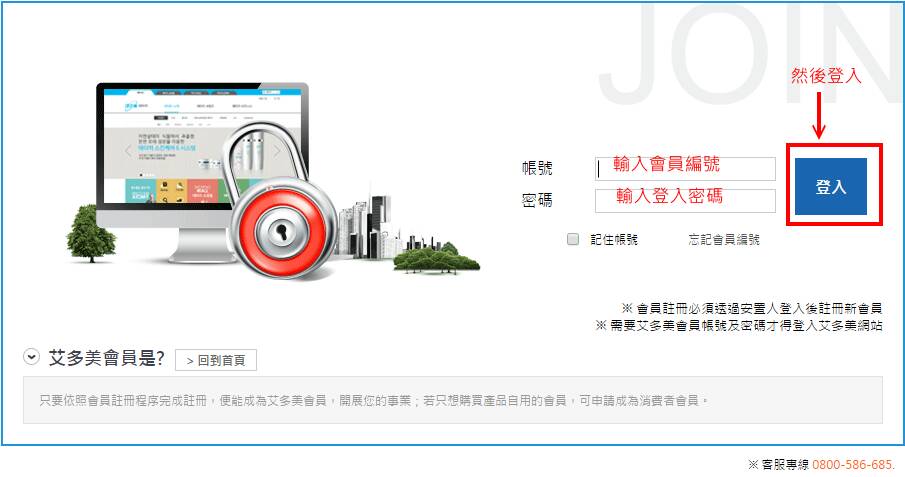 JOIN
然後登入
帳號 輸入會員編號
登入
密碼 輸入登入密碼
記住帳號 忘記會員編號
※ 會員註冊必須透過安置人登入後註冊新會員
※ 需要艾多美會員帳號及密碼才得登入艾多美網站
艾多美會員是? > 回到首頁
只要依照會員註冊程序完成註冊，便能成為艾多美會員，開展您的事業；若只想購買產品自用的會員，可申請成為消費者會員。
※ 客服專線 0800-586-685.